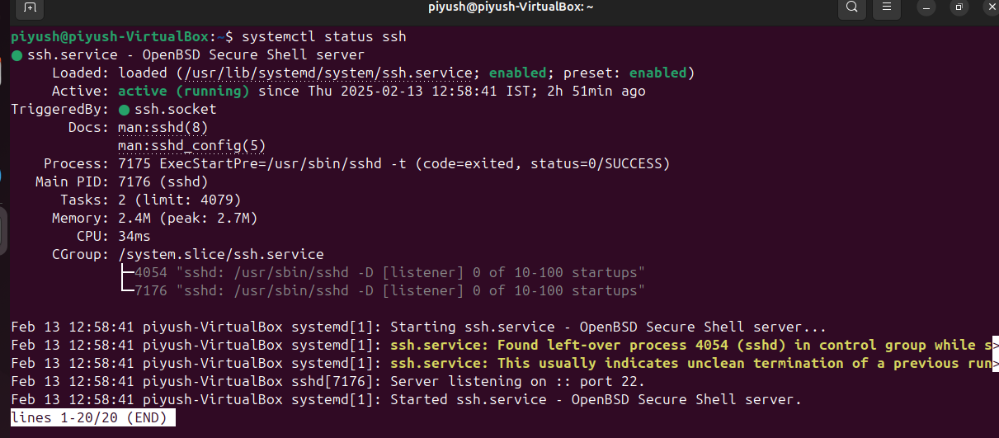 piyush@piyush-VirtualBox: ~
piyush@piyush-VirtualBox:~$ systemctl status ssh
● ssh.service - OpenBSD Secure Shell server
Loaded: loaded (/usr/lib/systemd/system/ssh.service; enabled; preset: enabled)
Active: active (running) since Thu 2025-02-13 12:58:41 IST; 2h 51min ago
TriggeredBy: ● ssh.socket
Docs: man:sshd(8)
man:sshd_config(5)
Process: 7175 ExecStartPre=/usr/sbin/sshd -t (code=exited, status=0/SUCCESS)
Main PID: 7176 (sshd)
Tasks: 2 (limit: 4079)
Memory: 2.4M (peak: 2.7M)
CPU: 34ms
CGroup: /system.slice/ssh.service
├─4054 "sshd: /usr/sbin/sshd -D [listener] 0 of 10-100 startups"
└─7176 "sshd: /usr/sbin/sshd -D [listener] 0 of 10-100 startups"
Feb 13 12:58:41 piyush-VirtualBox systemd[1]: Starting ssh.service - OpenBSD Secure Shell server...
Feb 13 12:58:41 piyush-VirtualBox systemd[1]: ssh.service: Found left-over process 4054 (sshd) in control group while s>
Feb 13 12:58:41 piyush-VirtualBox systemd[1]: ssh.service: This usually indicates unclean termination of a previous run>
Feb 13 12:58:41 piyush-VirtualBox sshd[7176]: Server listening on :: port 22.
Feb 13 12:58:41 piyush-VirtualBox systemd[1]: Started ssh.service - OpenBSD Secure Shell server.
lines 1-20/20 (END)